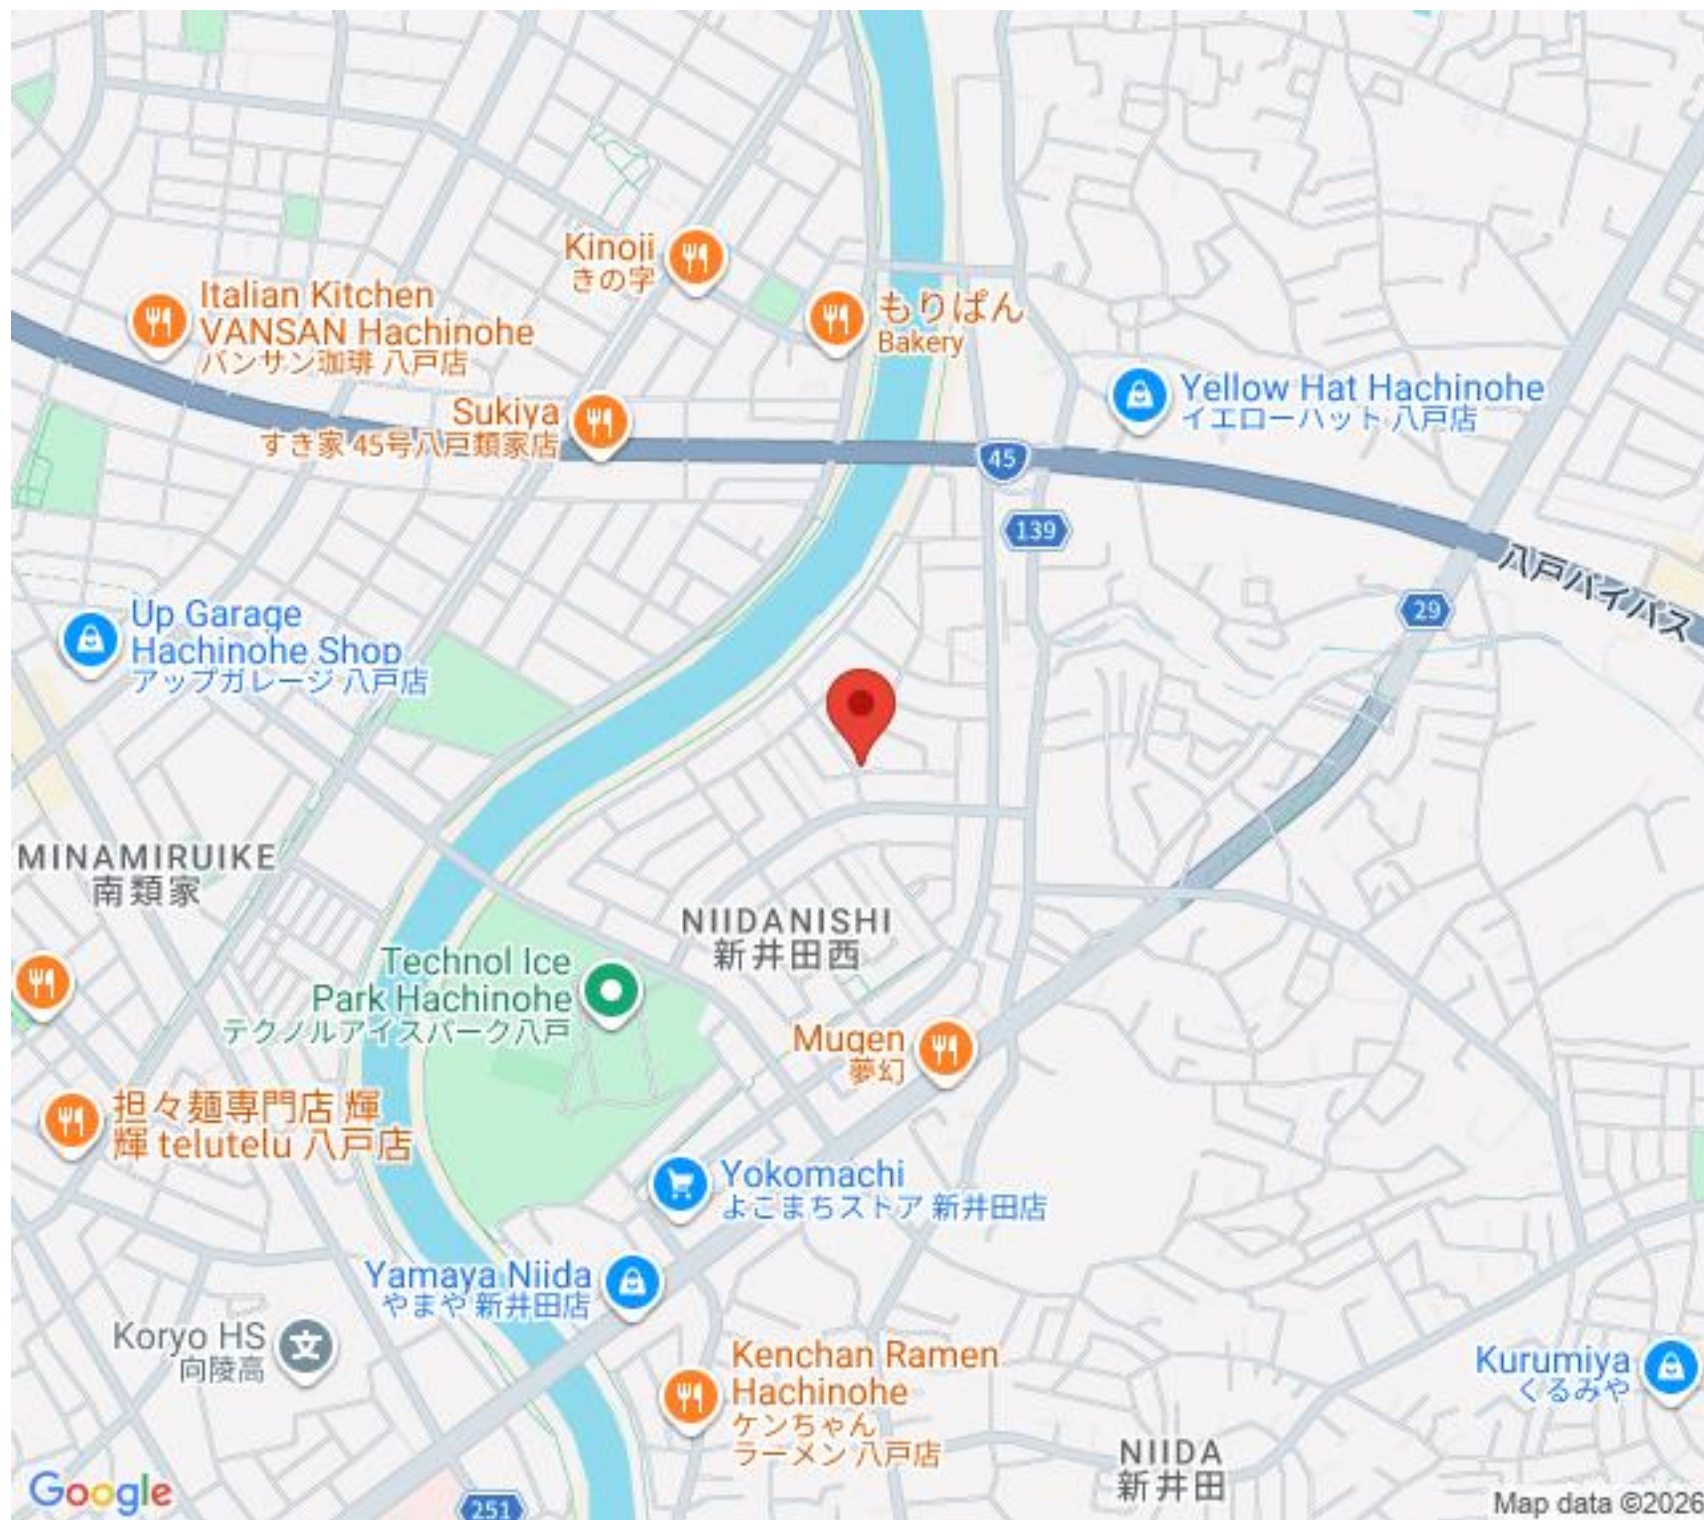 Kinoji
きの字
Italian Kitchen
VANSAN Hachinohe
バンサン珈琲 八戸店
もりぱん
Bakery
Yellow Hat Hachinohe
イエローハット 八戸店
Sukiya
すき家 45号八戸類家店
45
139
八戸バイパス
29
Up Garage
Hachinohe Shop
アップガレージ 八戸店
MINAMIRUIKE
南類家
NIIDANISHI
新井田西
Technol Ice
Park Hachinohe
テクノルアイスパーク八戸
Mugen
夢幻
担々麺専門店 輝
輝 telutelu 八戸店
Yokomachi
よこまちストア 新井田店
Yamaya Niida
やまや 新井田店
Koryo HS
向陵高
文
Kenchan Ramen
Hachinohe
ケンちゃん
ラーメン 八戸店
Kurumiya
くるみや
NIIDA
新井田
Google
251
Map data ©2026